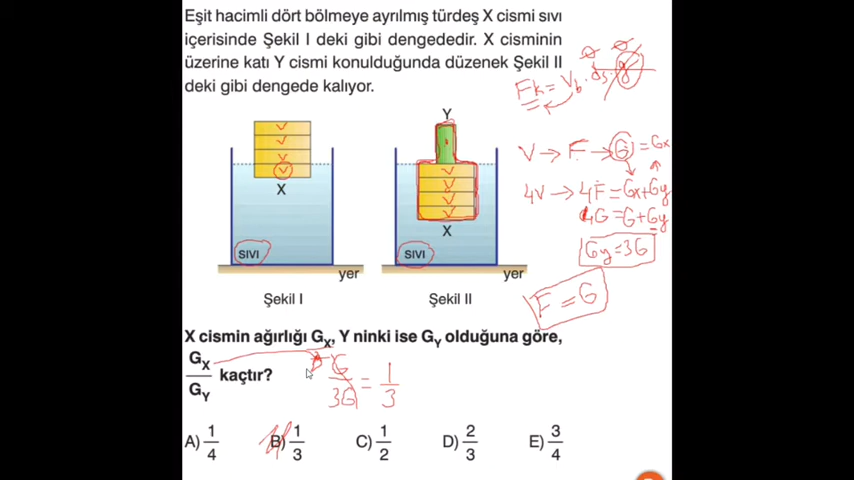 Eşit hacimli dört bölmeye ayrılmış türdeş X cismi sıvı
içerisinde Şekil I deki gibi dengededir. X cisminin
üzerine katı Y cismi konulduğunda düzenek Şekil II
deki gibi dengede kalıyor.
Fk = Vb . ds . g
V → F → G = Gx
4V → 4F = Gx+Gy
4G = G+Gy
Gy = 3G
F = G
Y
V
V
V
V
X
SIVI
yer
Şekil I
V
V
V
V
X
SIVI
yer
Şekil II
X cismin ağırlığı GX, Y ninki ise GY olduğuna göre,
GX
GY
kaçtır?
G
3G
= 1
3
A) 1/4 B) 1/3 C) 1/2 D) 2/3 E) 3/4